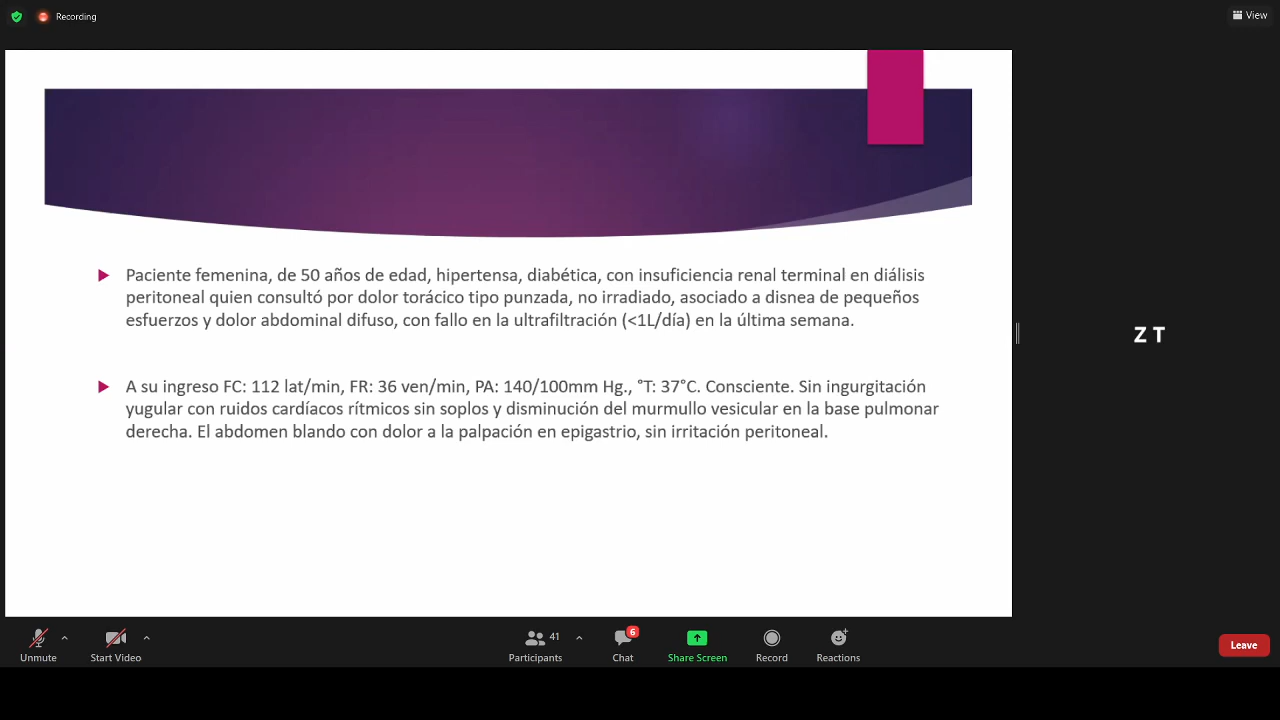 Recording
View
Paciente femenina, de 50 años de edad, hipertensa, diabética, con insuficiencia renal terminal en diálisis
peritoneal quien consultó por dolor torácico tipo punzada, no irradiado, asociado a disnea de pequeños
esfuerzos y dolor abdominal difuso, con fallo en la ultrafiltración (<1L/día) en la última semana.
Z T
A su ingreso FC: 112 lat/min, FR: 36 ven/min, PA: 140/100mm Hg., °T: 37°C. Consciente. Sin ingurgitación
yugular con ruidos cardíacos rítmicos sin soplos y disminución del murmullo vesicular en la base pulmonar
derecha. El abdomen blando con dolor a la palpación en epigastrio, sin irritación peritoneal.
41
6
Unmute
Start Video
Participants
Chat
Share Screen
Record
Reactions
Leave